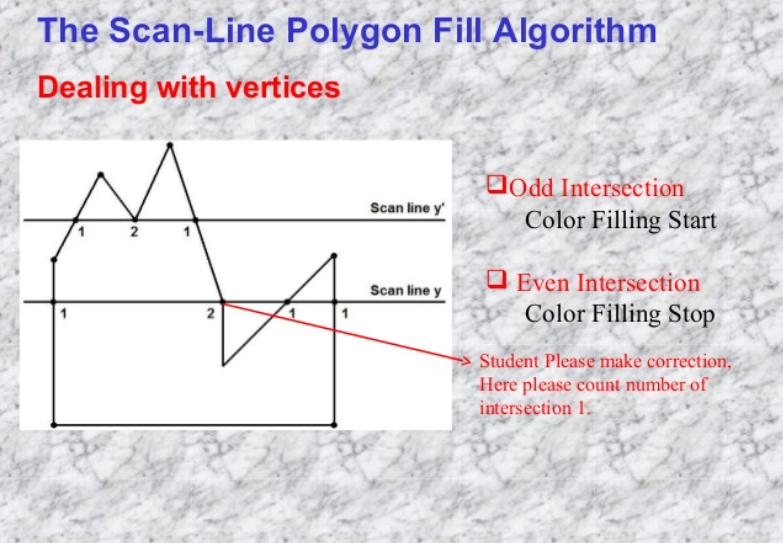 The Scan-Line Polygon Fill Algorithm
Dealing with vertices
Scan line y'
1 2 1
Scan line y
1 2 1 1
❑Odd Intersection
Color Filling Start
❑ Even Intersection
Color Filling Stop
Student Please make correction,
Here please count number of
intersection 1.